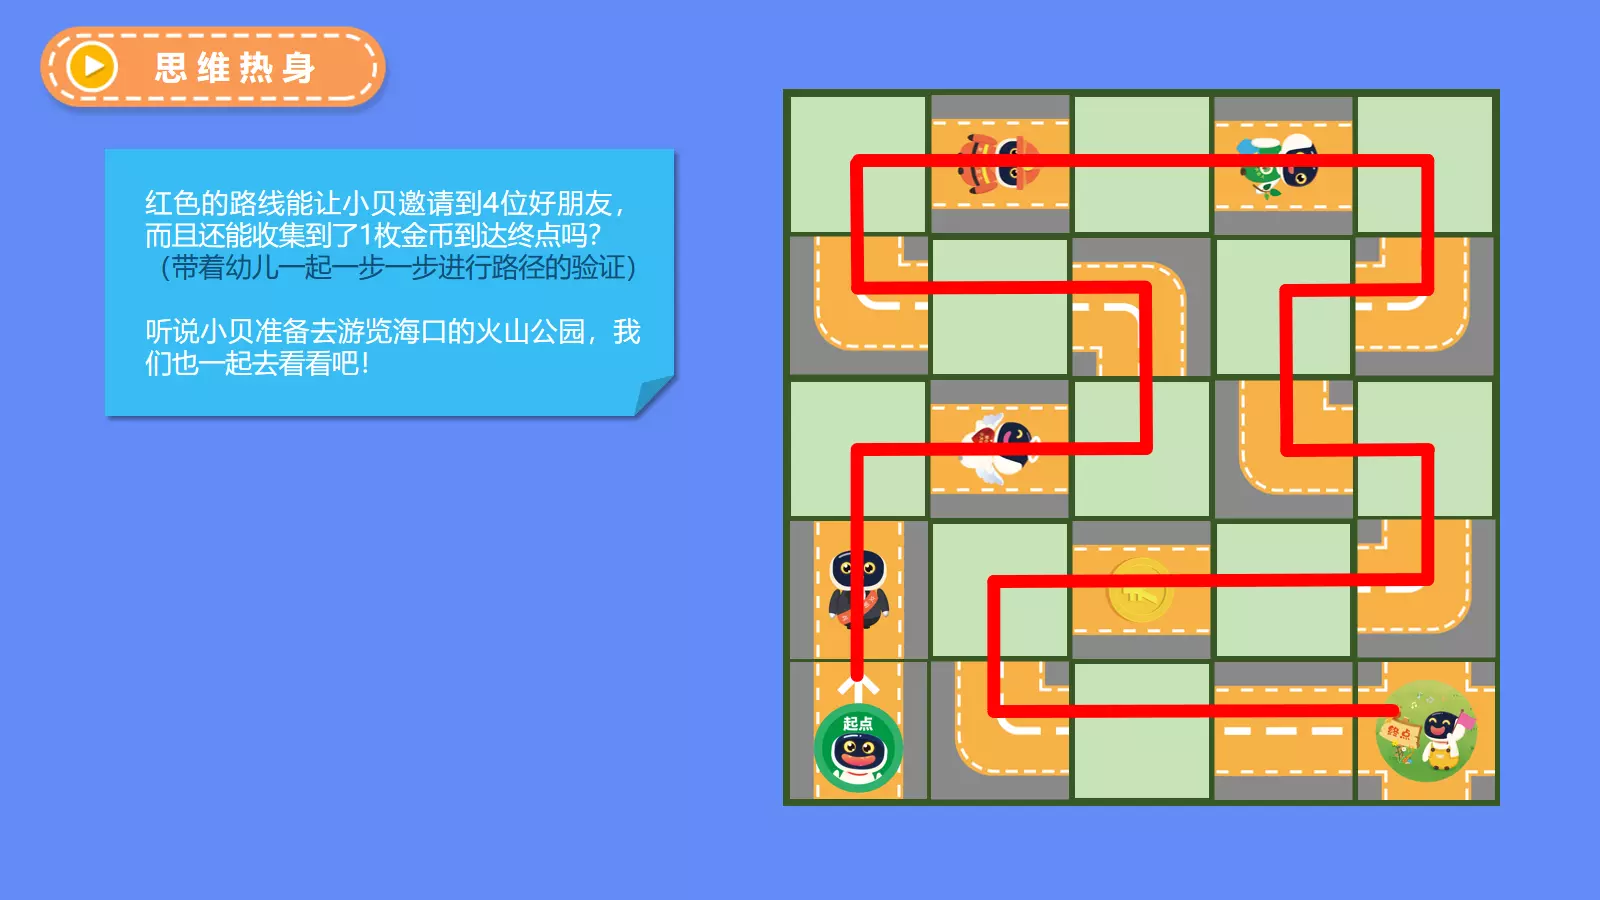 思维热身
红色的路线能让小贝邀请到4位好朋友，
而且还能收集到了1枚金币到达终点吗？
（带着幼儿一起一步一步进行路径的验证）
听说小贝准备去游览海口的火山公园，我
们也一起去看看吧！
起点
终点